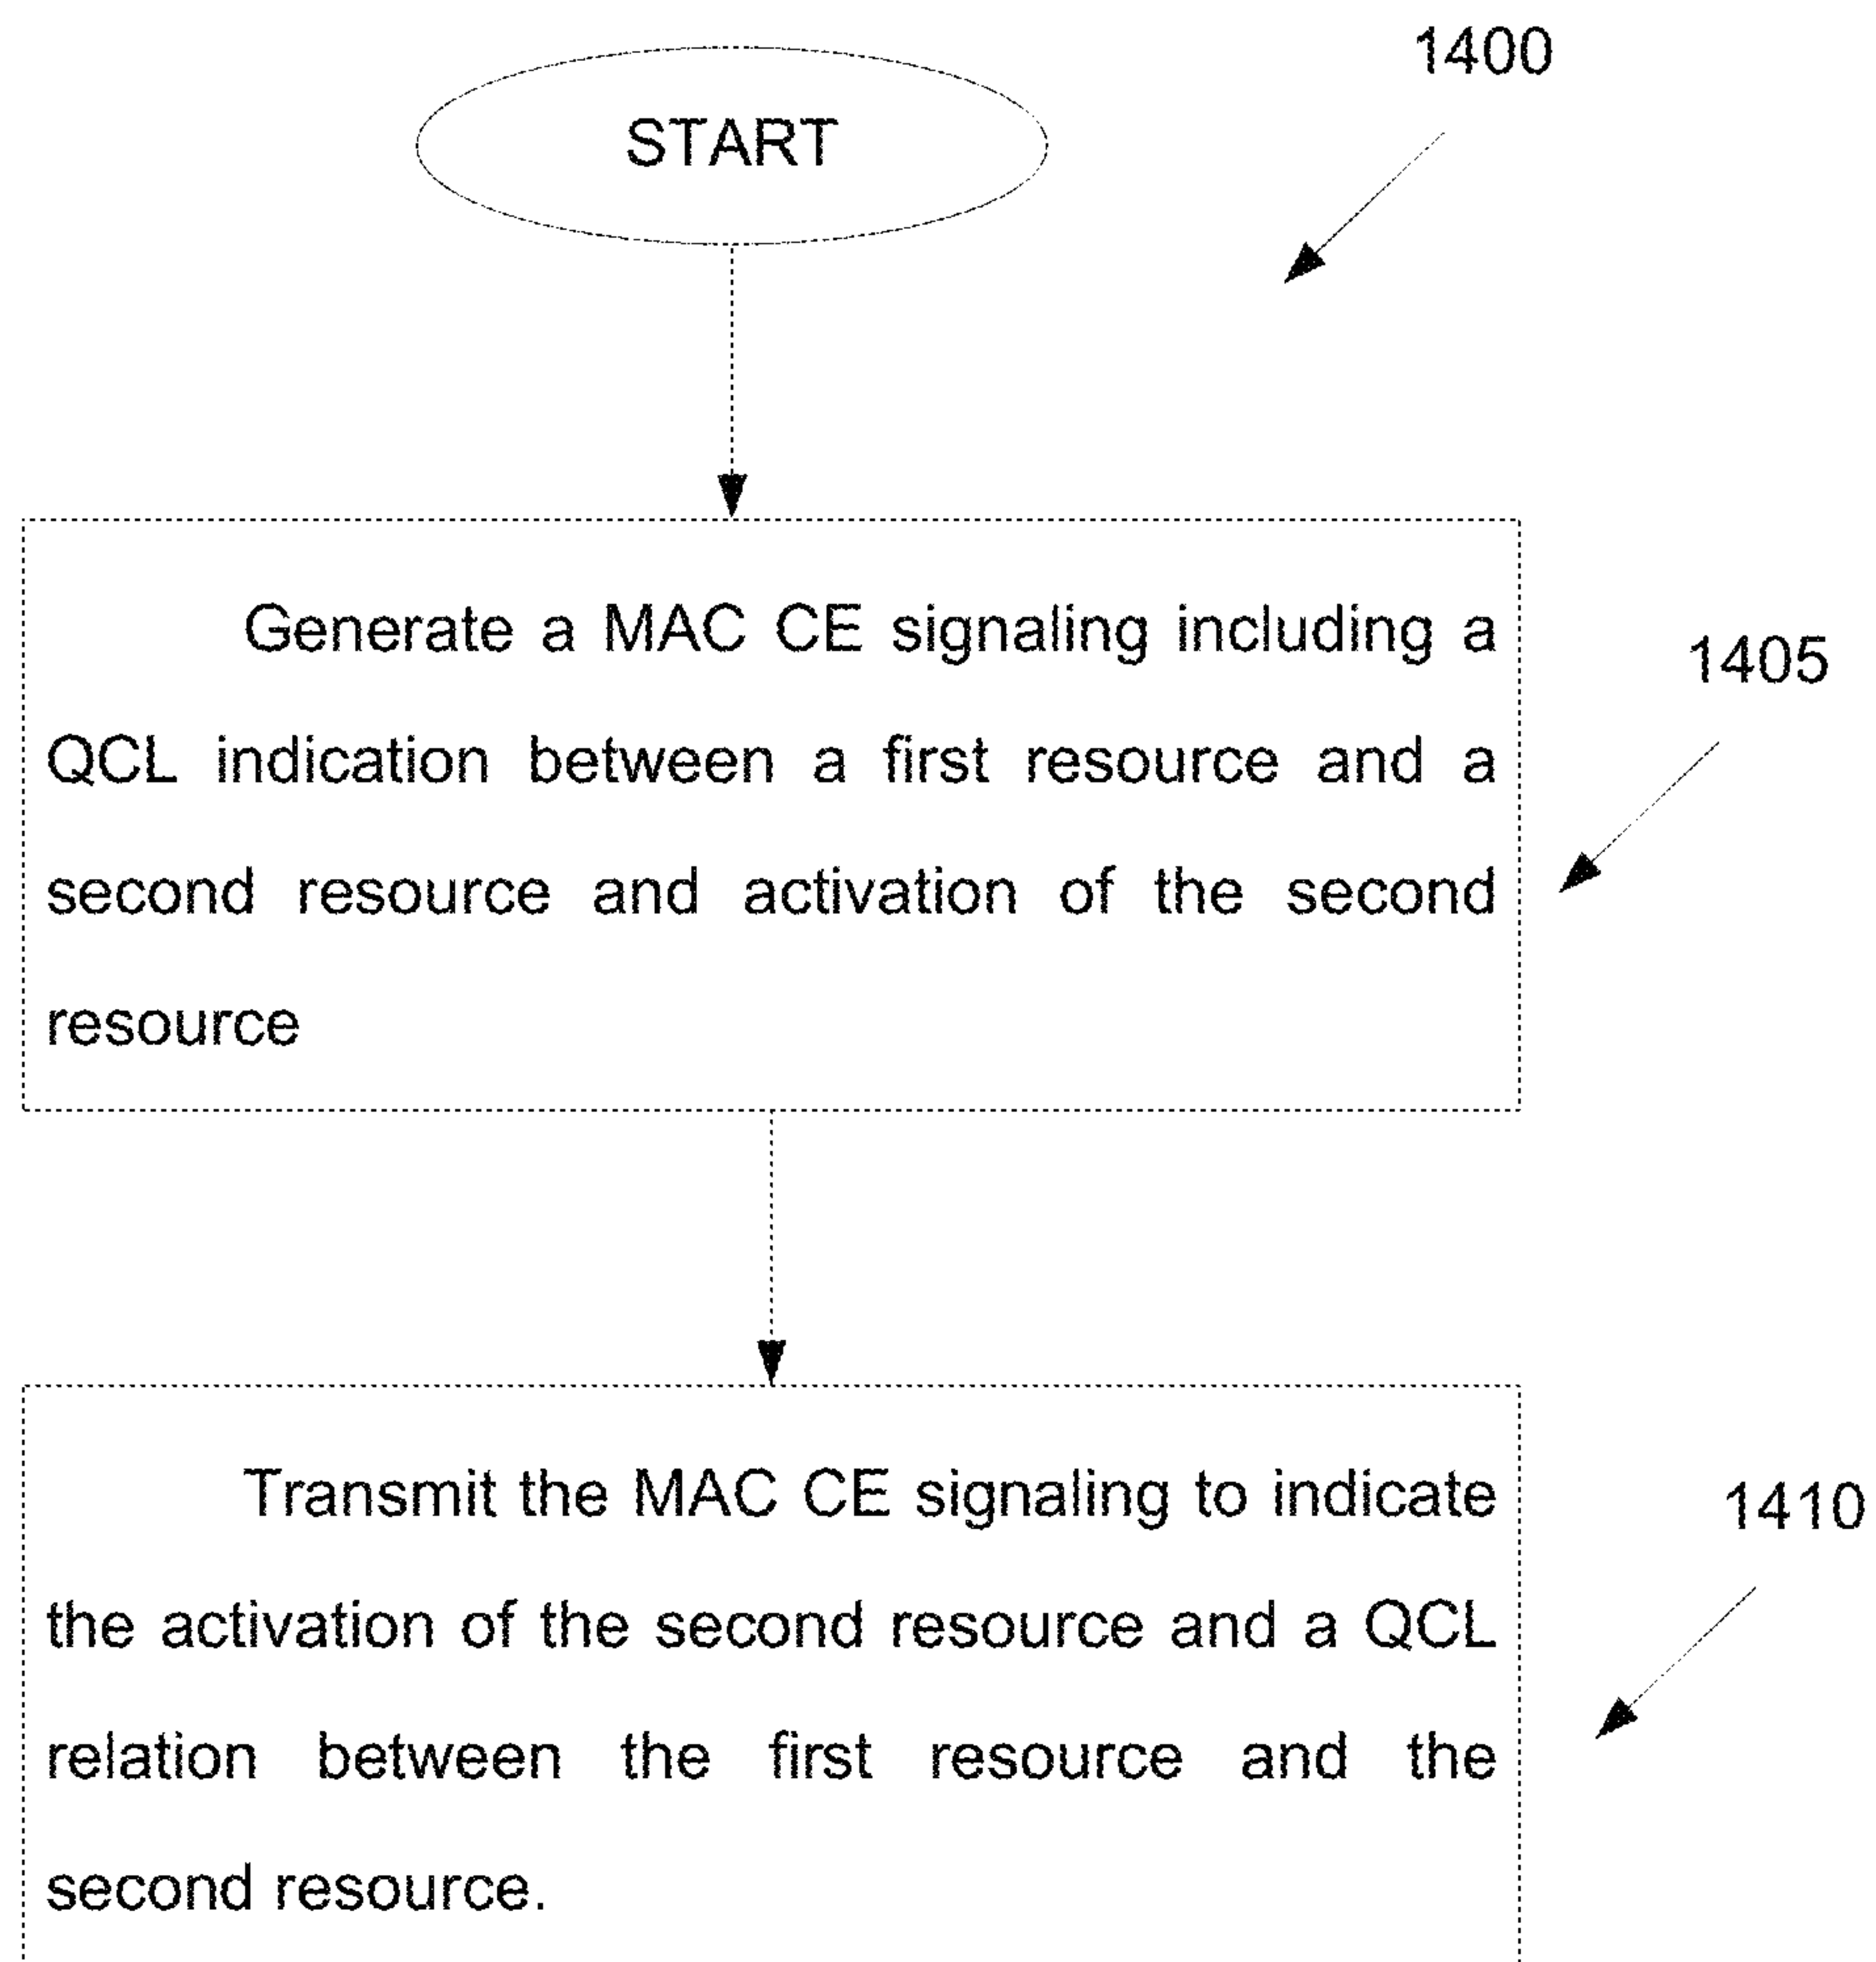 1400
START
Generate a MAC CE signaling including a
QCL indication between a first resource and a
second resource and activation of the second
resource
1405
Transmit the MAC CE signaling to indicate
the activation of the second resource and a QCL
relation between the first resource and the
second resource.
1410